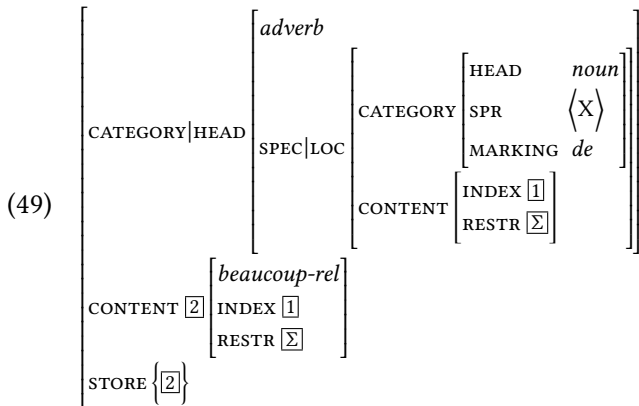 adverb
HEAD noun
CATEGORY SPR ⟨X⟩
CATEGORY|HEAD SPEC|LOC MARKING de
(49) CONTENT INDEX 1
RESTR Σ
beaucoup-rel
CONTENT 2 INDEX 1
RESTR Σ
STORE {2}